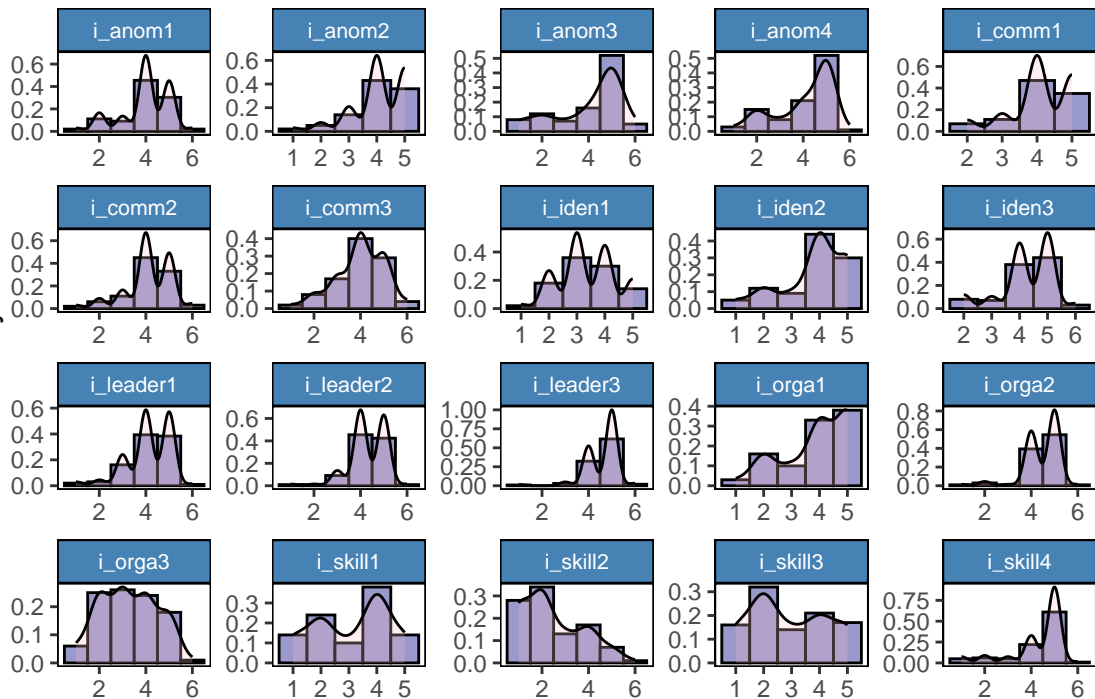 i_anom1 i_anom2 i_anom3 i_anom4 i_comm1
0.6 0.4 0.2 0.0 0.6 0.4 0.2 0.0 0.5 0.4 0.3 0.2 0.1 0.0 0.5 0.4 0.3 0.2 0.1 0.0 0.6 0.4 0.2 0.0
2 4 6 1 2 3 4 5 2 4 6 2 4 6 2 3 4 5
i_comm2 i_comm3 i_iden1 i_iden2 i_iden3
0.6 0.4 0.2 0.0 0.4 0.3 0.2 0.1 0.0 0.4 0.2 0.0 0.4 0.3 0.2 0.1 0.0 0.6 0.4 0.2 0.0
2 4 6 2 4 6 1 2 3 4 5 1 2 3 4 5 2 3 4 5 6
i_leader1 i_leader2 i_leader3 i_orga1 i_orga2
0.6 0.4 0.2 0.0 0.6 0.4 0.2 0.0 1.00 0.75 0.50 0.25 0.00 0.4 0.3 0.2 0.1 0.0 0.8 0.6 0.4 0.2 0.0
2 4 6 2 4 6 2 4 6 1 2 3 4 5 2 4 6
i_orga3 i_skill1 i_skill2 i_skill3 i_skill4
0.2 0.1 0.0 0.3 0.2 0.1 0.0 0.3 0.2 0.1 0.0 0.3 0.2 0.1 0.0 0.75 0.50 0.25 0.00
2 4 6 1 2 3 4 5 2 4 6 1 2 3 4 5 2 4 6